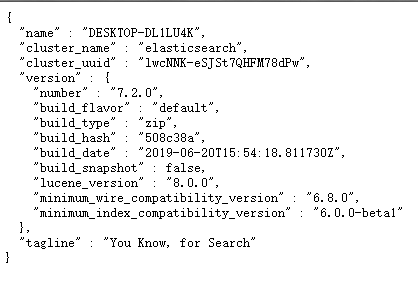 {
  "name" : "DESKTOP-DL1LU4K",
  "cluster_name" : "elasticsearch",
  "cluster_uuid" : "lwcNNK-eSJSt7QHFM78dPw",
  "version" : {
    "number" : "7.2.0",
    "build_flavor" : "default",
    "build_type" : "zip",
    "build_hash" : "508c38a",
    "build_date" : "2019-06-20T15:54:18.811730Z",
    "build_snapshot" : false,
    "lucene_version" : "8.0.0",
    "minimum_wire_compatibility_version" : "6.8.0",
    "minimum_index_compatibility_version" : "6.0.0-beta1"
  },
  "tagline" : "You Know, for Search"
}